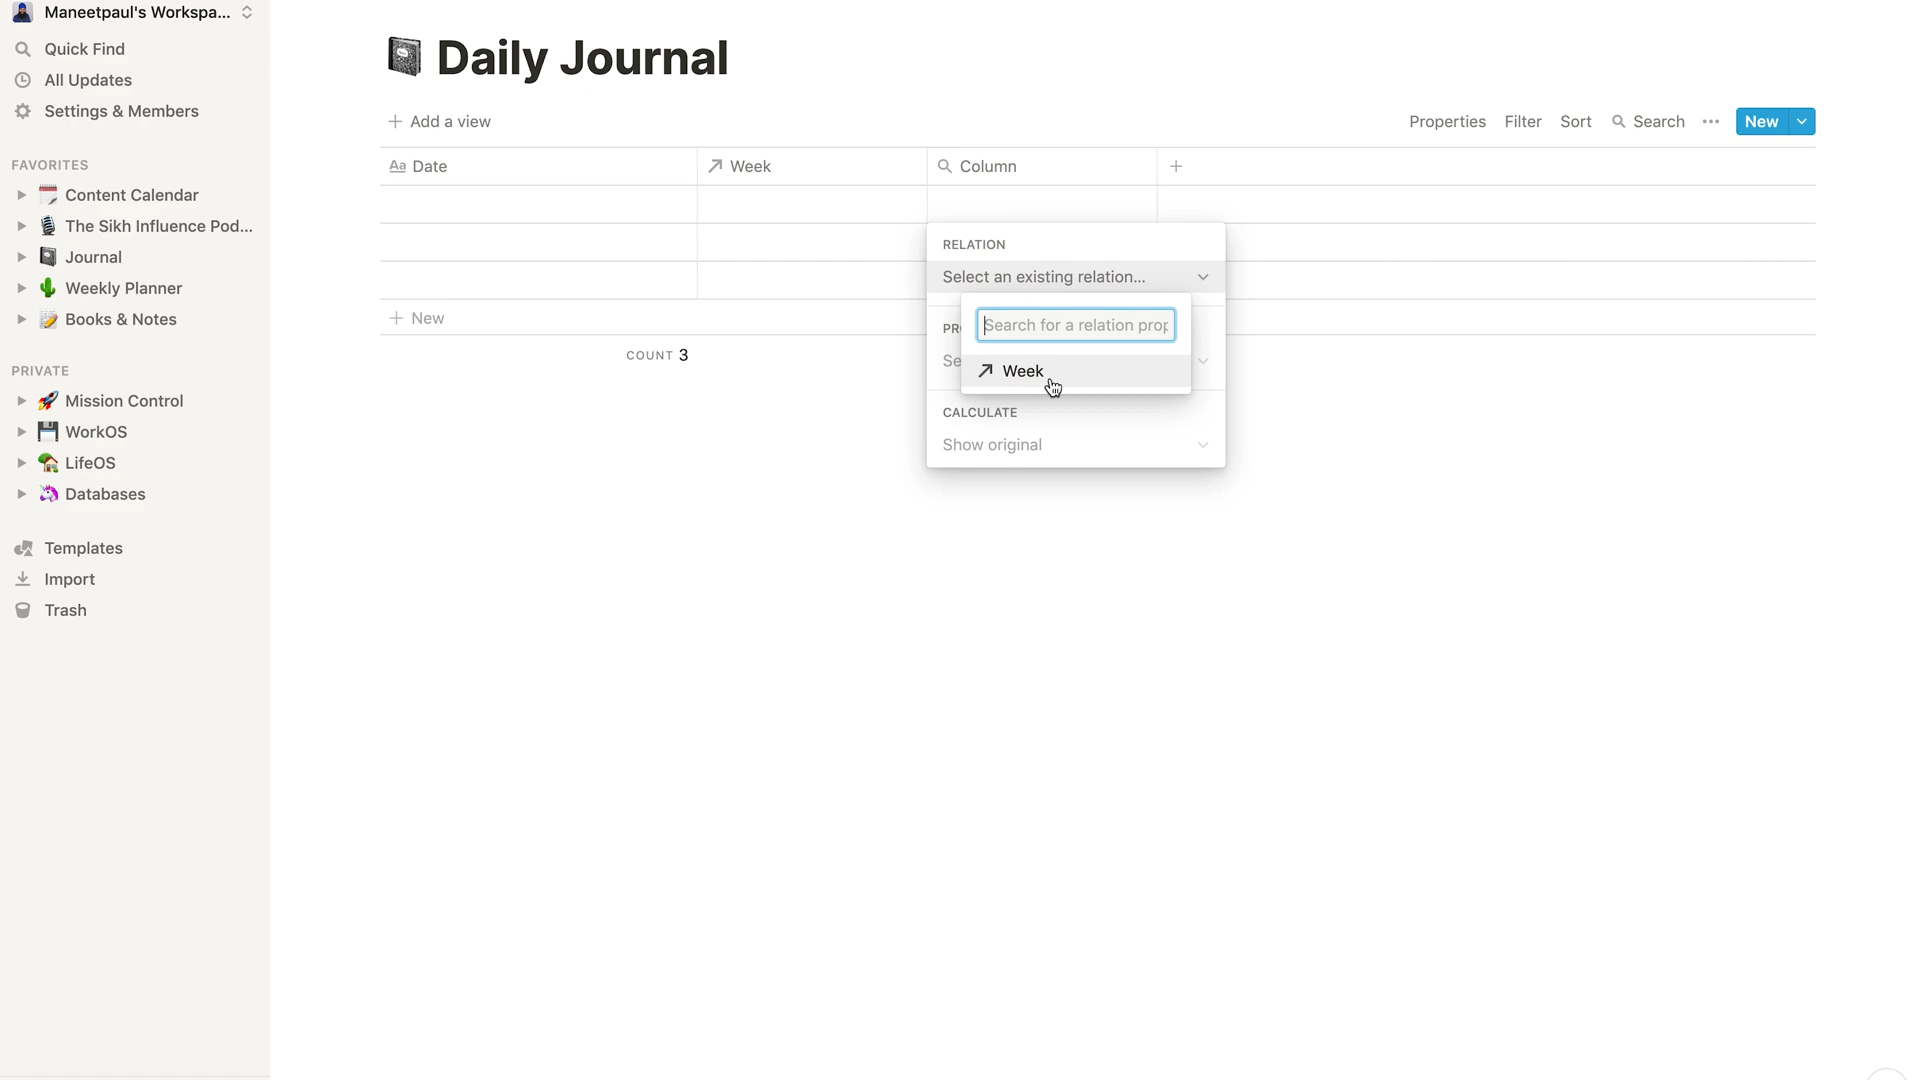 Maneetpaul's Workspa...
Quick Find
All Updates
Settings & Members
FAVORITES
Content Calendar
The Sikh Influence Pod...
Journal
Weekly Planner
Books & Notes
PRIVATE
Mission Control
WorkOS
LifeOS
Databases
Templates
Import
Trash
Daily Journal
Add a view
Properties Filter Sort Search ... New
Aa Date Week Column
RELATION
Select an existing relation...
Search for a relation prop
Week
CALCULATE
Show original
New
COUNT 3